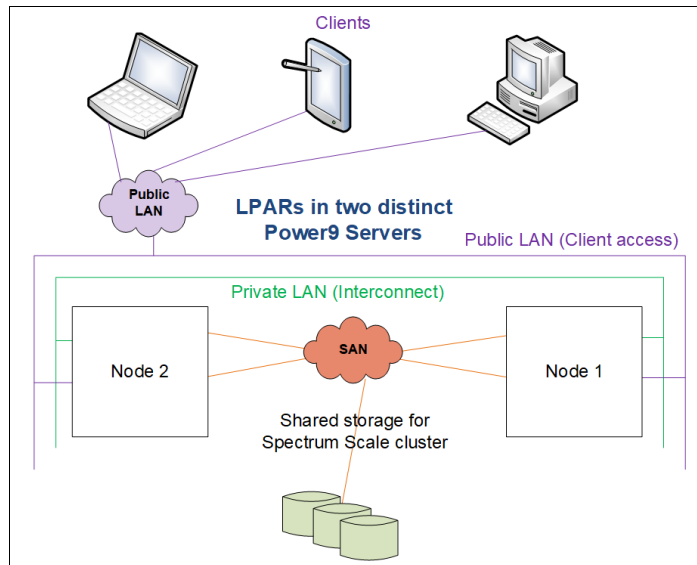 Clients
Public
LAN
LPARs in two distinct
Power9 Servers
Public LAN (Client access)
Private LAN (Interconnect)
Node 2
SAN
Node 1
Shared storage for
Spectrum Scale cluster